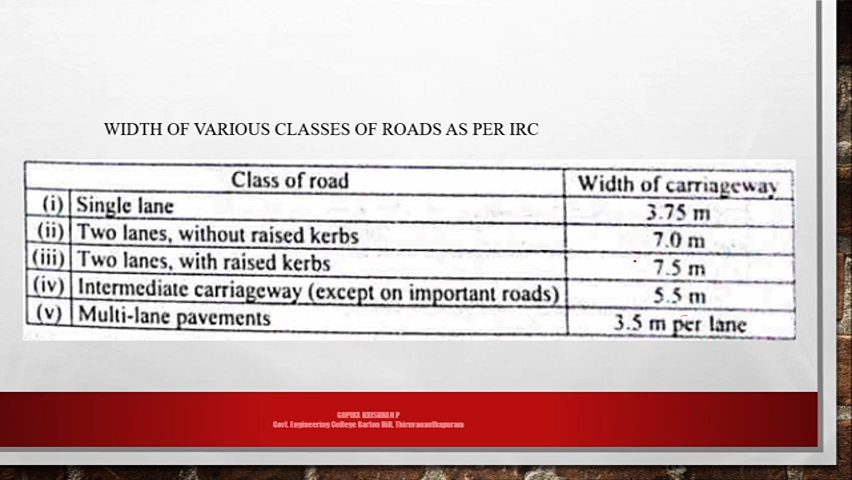 WIDTH OF VARIOUS CLASSES OF ROADS AS PER IRC
Class of road Width of carriageway
(i) Single lane 3.75 m
(ii) Two lanes, without raised kerbs 7.0 m
(iii) Two lanes, with raised kerbs 7.5 m
(iv) Intermediate carriageway (except on important roads) 5.5 m
(v) Multi-lane pavements 3.5 m per lane
GOPIKA KRISHNAN P
Govt. Engineering College Barton Hill, Thiruvananthapuram